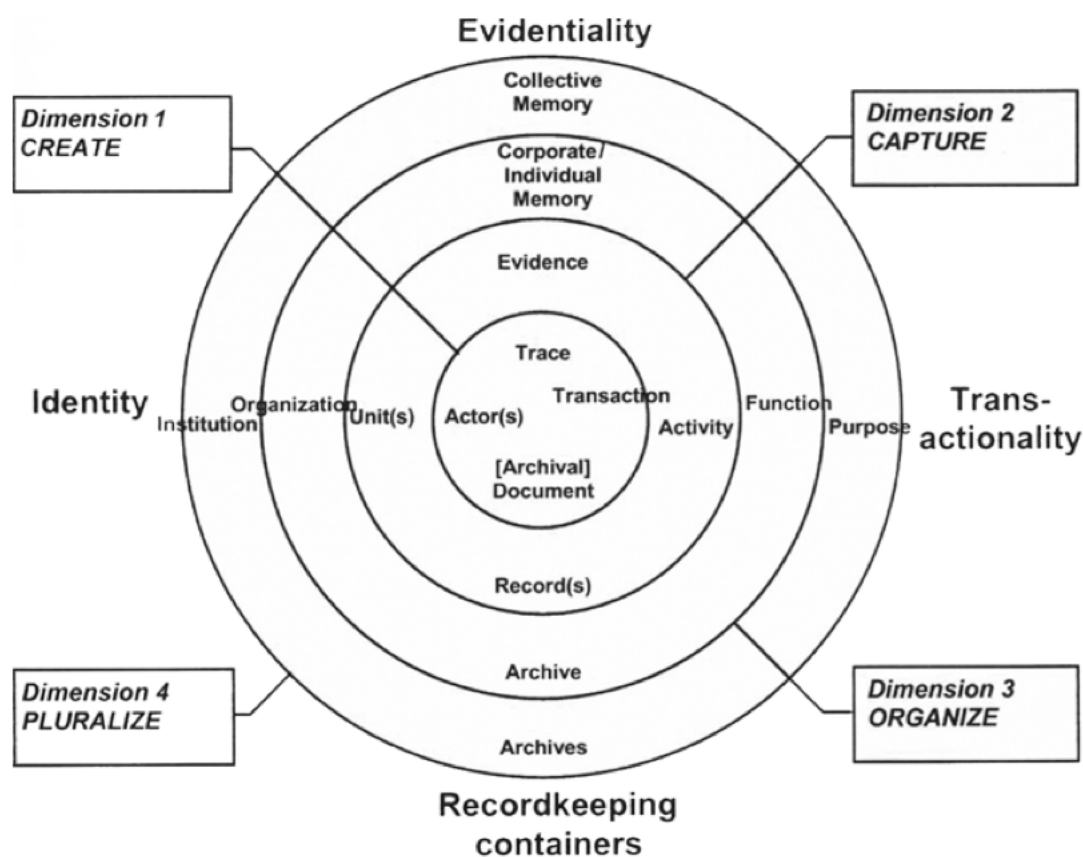 Evidentiality
Collective
Memory
Dimension 1
CREATE
Dimension 2
CAPTURE
Corporate/
Individual
Memory
Evidence
Trace
Identity
Institution
Organization
Unit(s)
Actor(s)
Transaction
Activity
Function
Purpose
Trans-
actionality
[Archival]
Document
Record(s)
Archive
Archives
Dimension 4
PLURALIZE
Dimension 3
ORGANIZE
Recordkeeping
containers